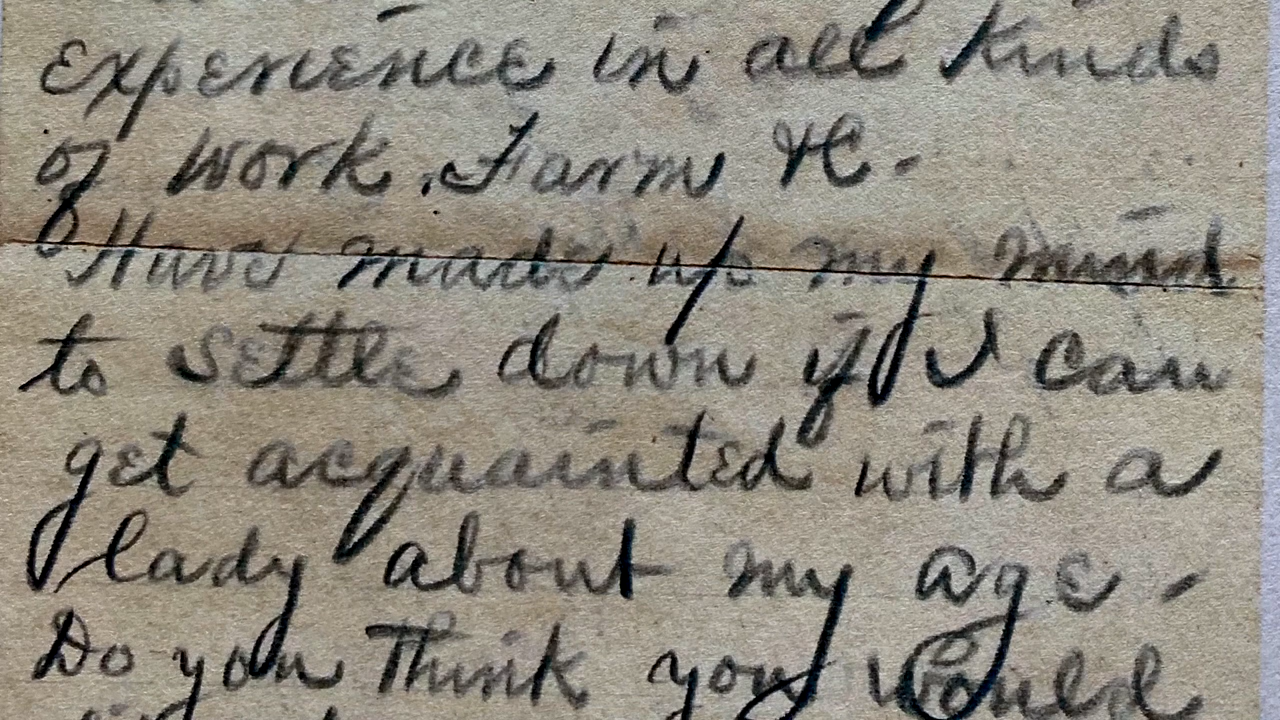 experience in all kinds
of work. Farm &C.
Have made up my mind
to settle down if I can
get acquainted with a
lady about my age -
Do you Think you would